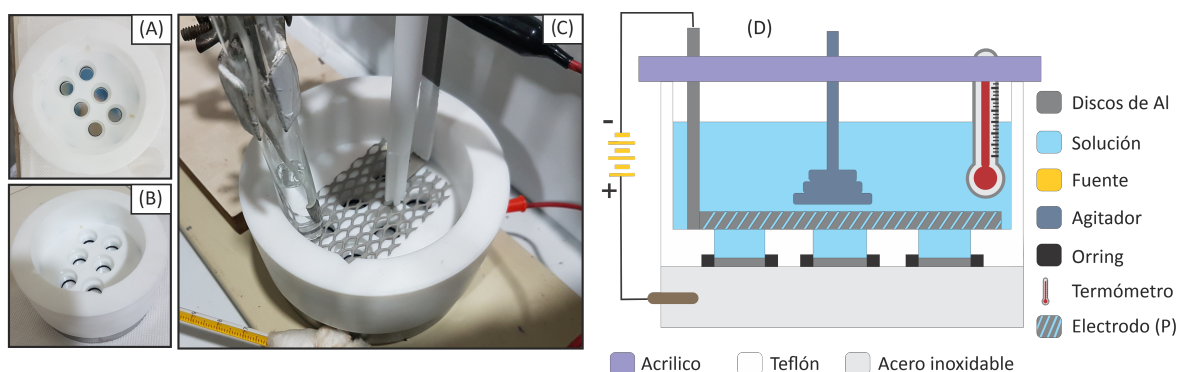 (A)
(B)
(C)
(D)
-
+
Discos de Al
Solución
Fuente
Agitador
Orring
Termómetro
Electrodo (P)
Acrilico
Teflón
Acero inoxidable